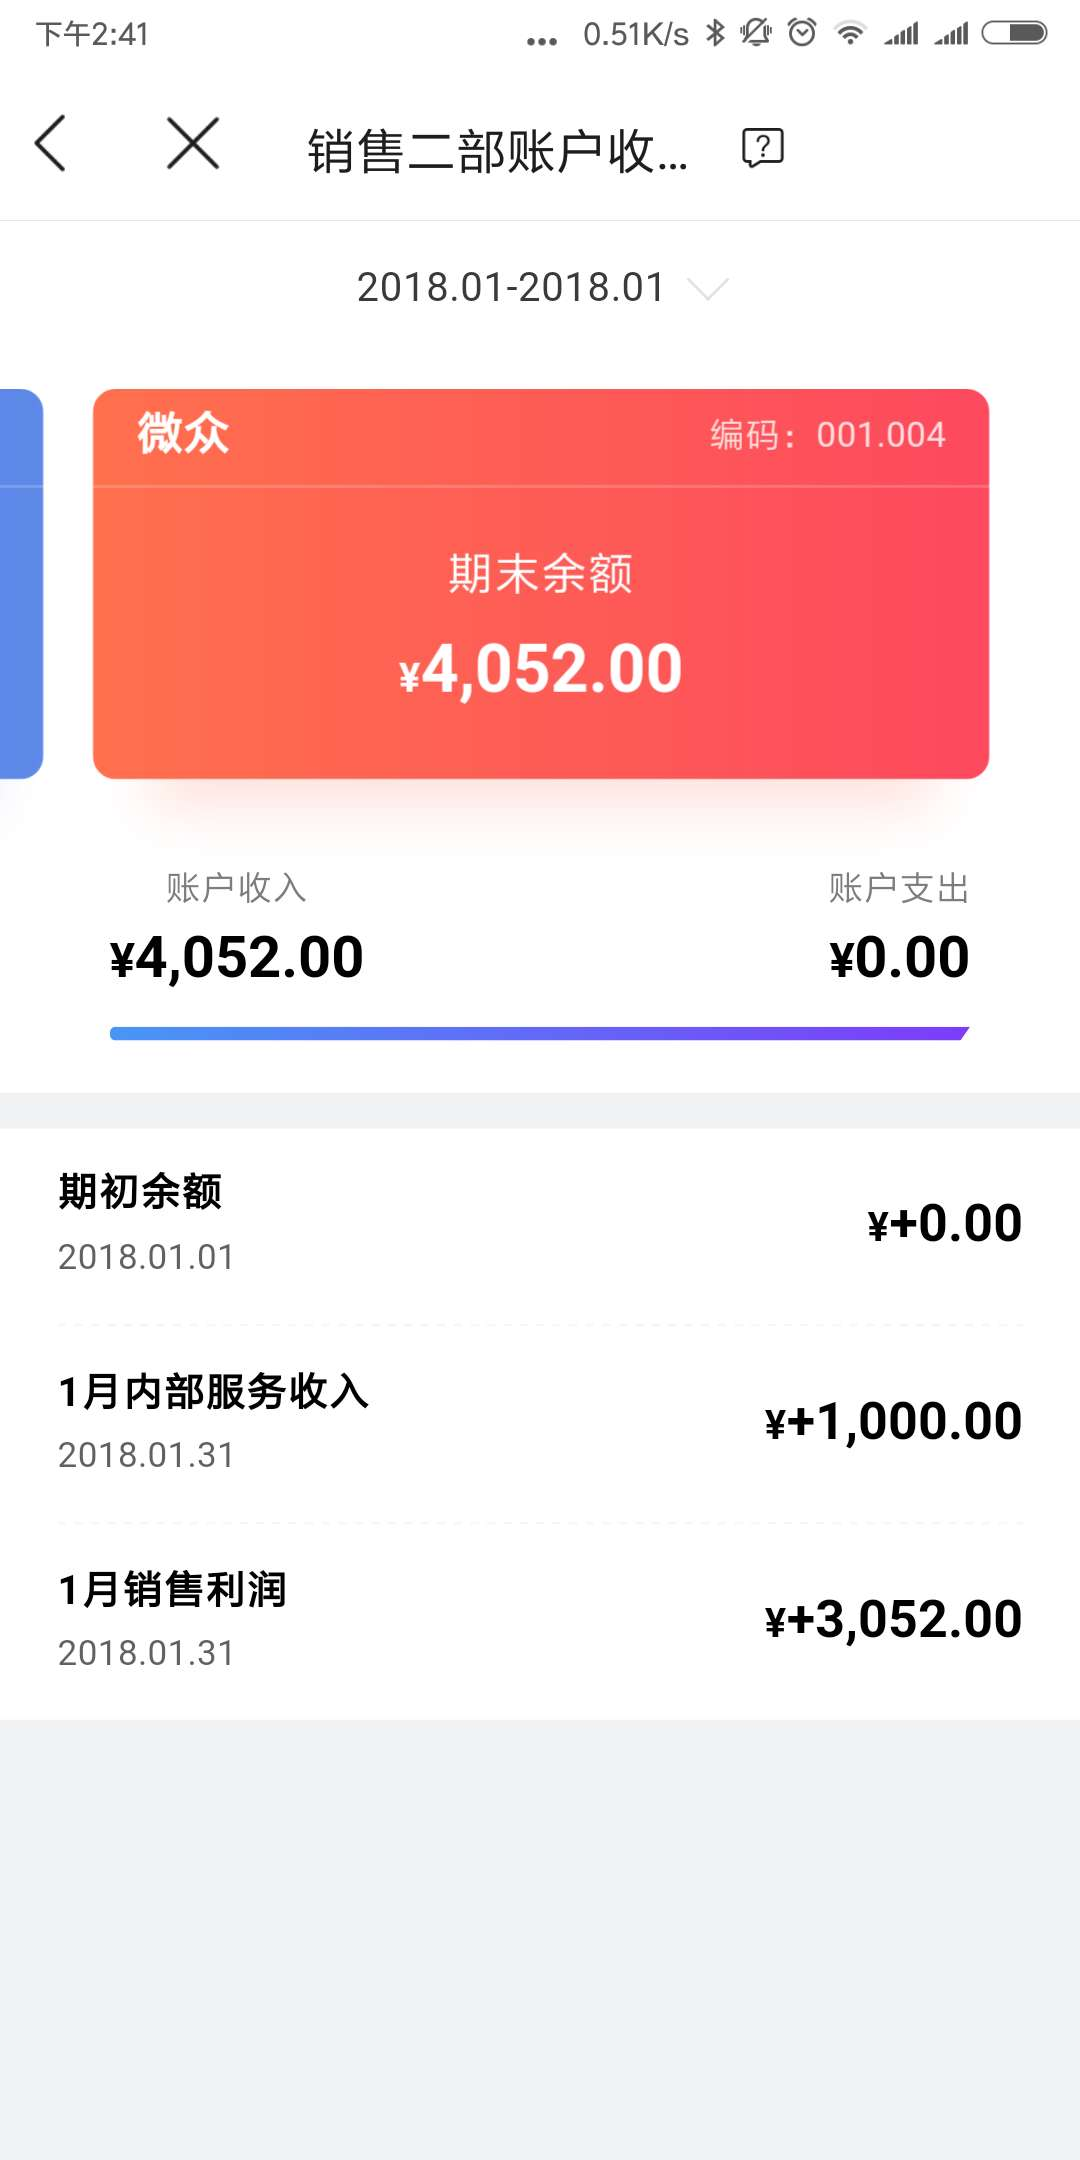 下午2:41
... 0.51K/s
销售二部账户收...
2018.01-2018.01
微众
编码：001.004
期末余额
¥4,052.00
账户收入
账户支出
¥4,052.00
¥0.00
期初余额
¥+0.00
2018.01.01
1月内部服务收入
¥+1,000.00
2018.01.31
1月销售利润
¥+3,052.00
2018.01.31